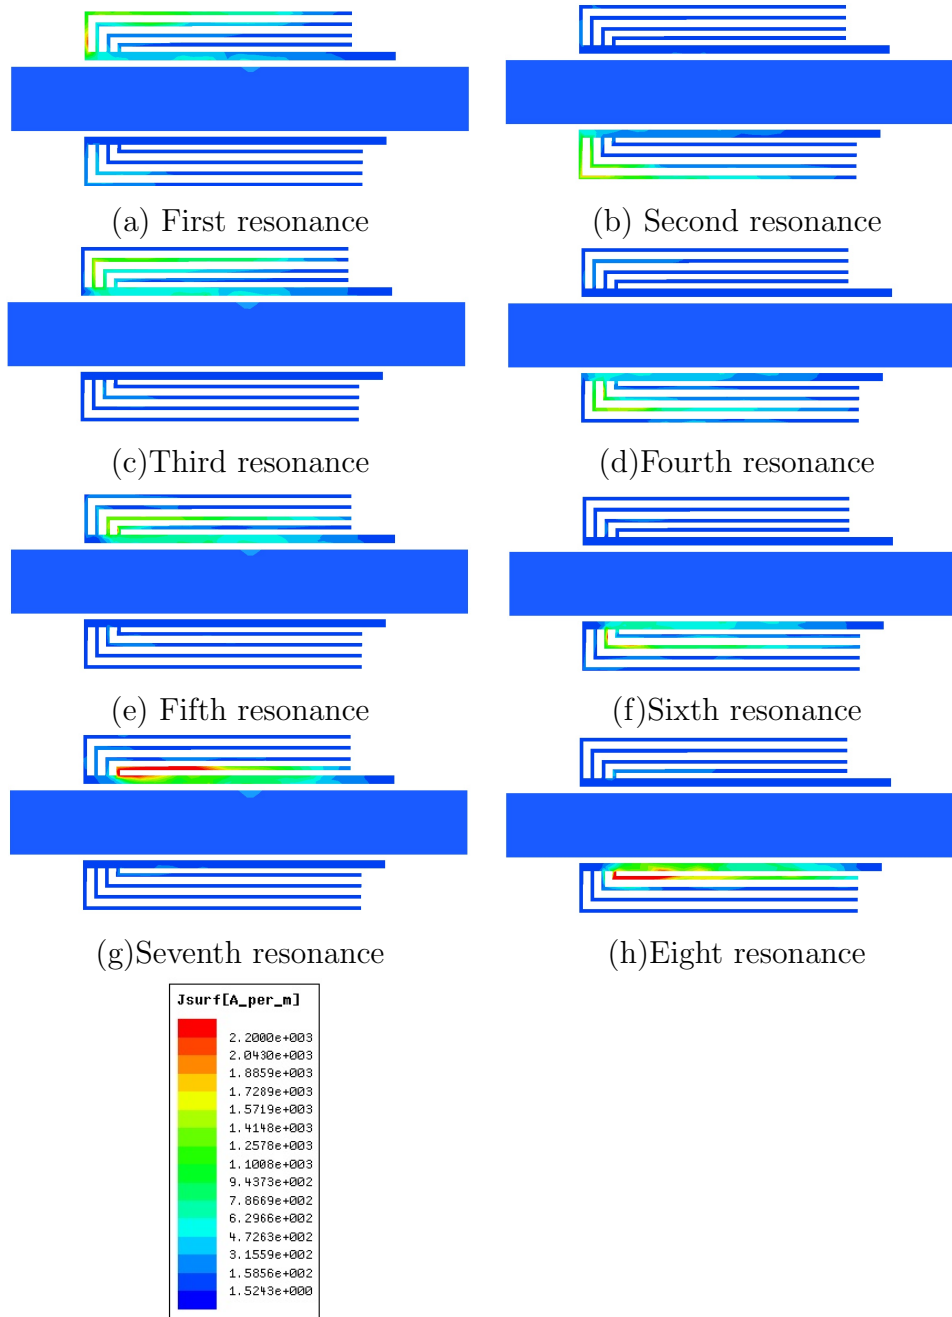 (a) First resonance
(b) Second resonance
(c)Third resonance
(d)Fourth resonance
(e) Fifth resonance
(f)Sixth resonance
(g)Seventh resonance
(h)Eight resonance
Jsurf[A_per_m]
2.2000e+003
2.0430e+003
1.8859e+003
1.7289e+003
1.5719e+003
1.4148e+003
1.2578e+003
1.1008e+003
9.4373e+002
7.8669e+002
6.2966e+002
4.7263e+002
3.1559e+002
1.5856e+002
1.5243e+000